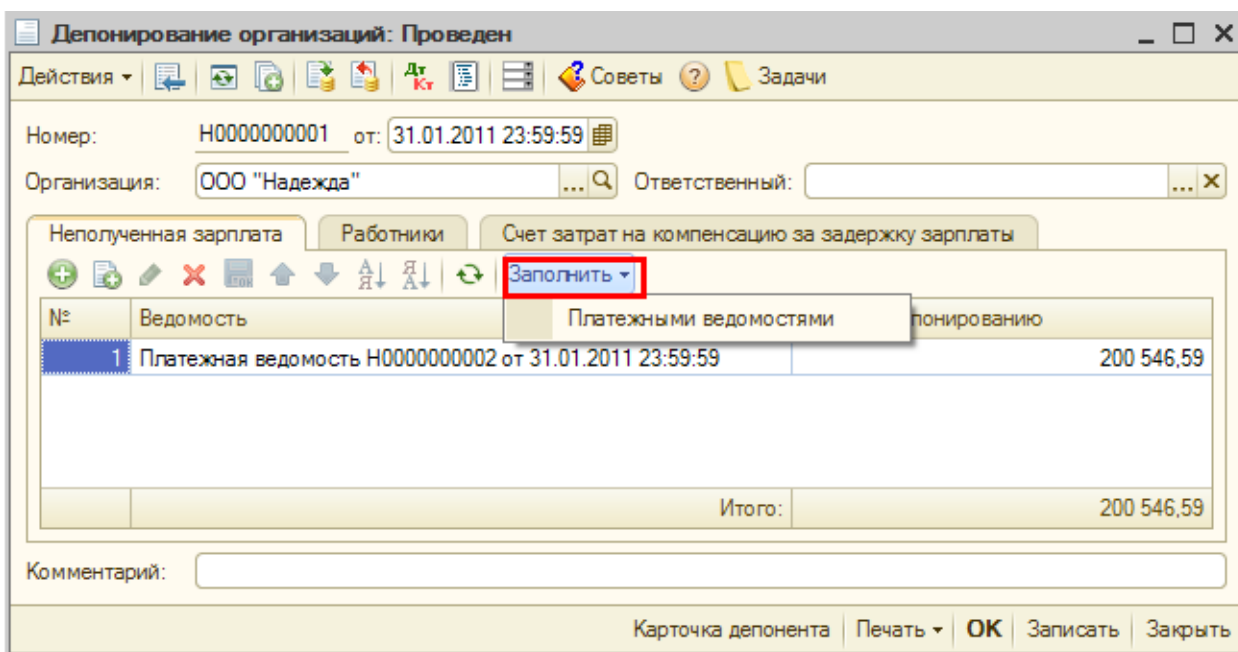 Депонирование организаций: Проведен
Действия Дт Кт Советы ? Задачи
Номер: Н0000000001 от: 31.01.2011 23:59:59
Организация: ООО "Надежда" ... Ответственный: ...
Неполученная зарплата Работники Счет затрат на компенсацию за задержку зарплаты
Заполнить
№ Ведомость Платежными ведомостями понированию
1 Платежная ведомость Н0000000002 от 31.01.2011 23:59:59 200 546,59
Итого: 200 546,59
Комментарий:
Карточка депонента Печать OK Записать Закрыть